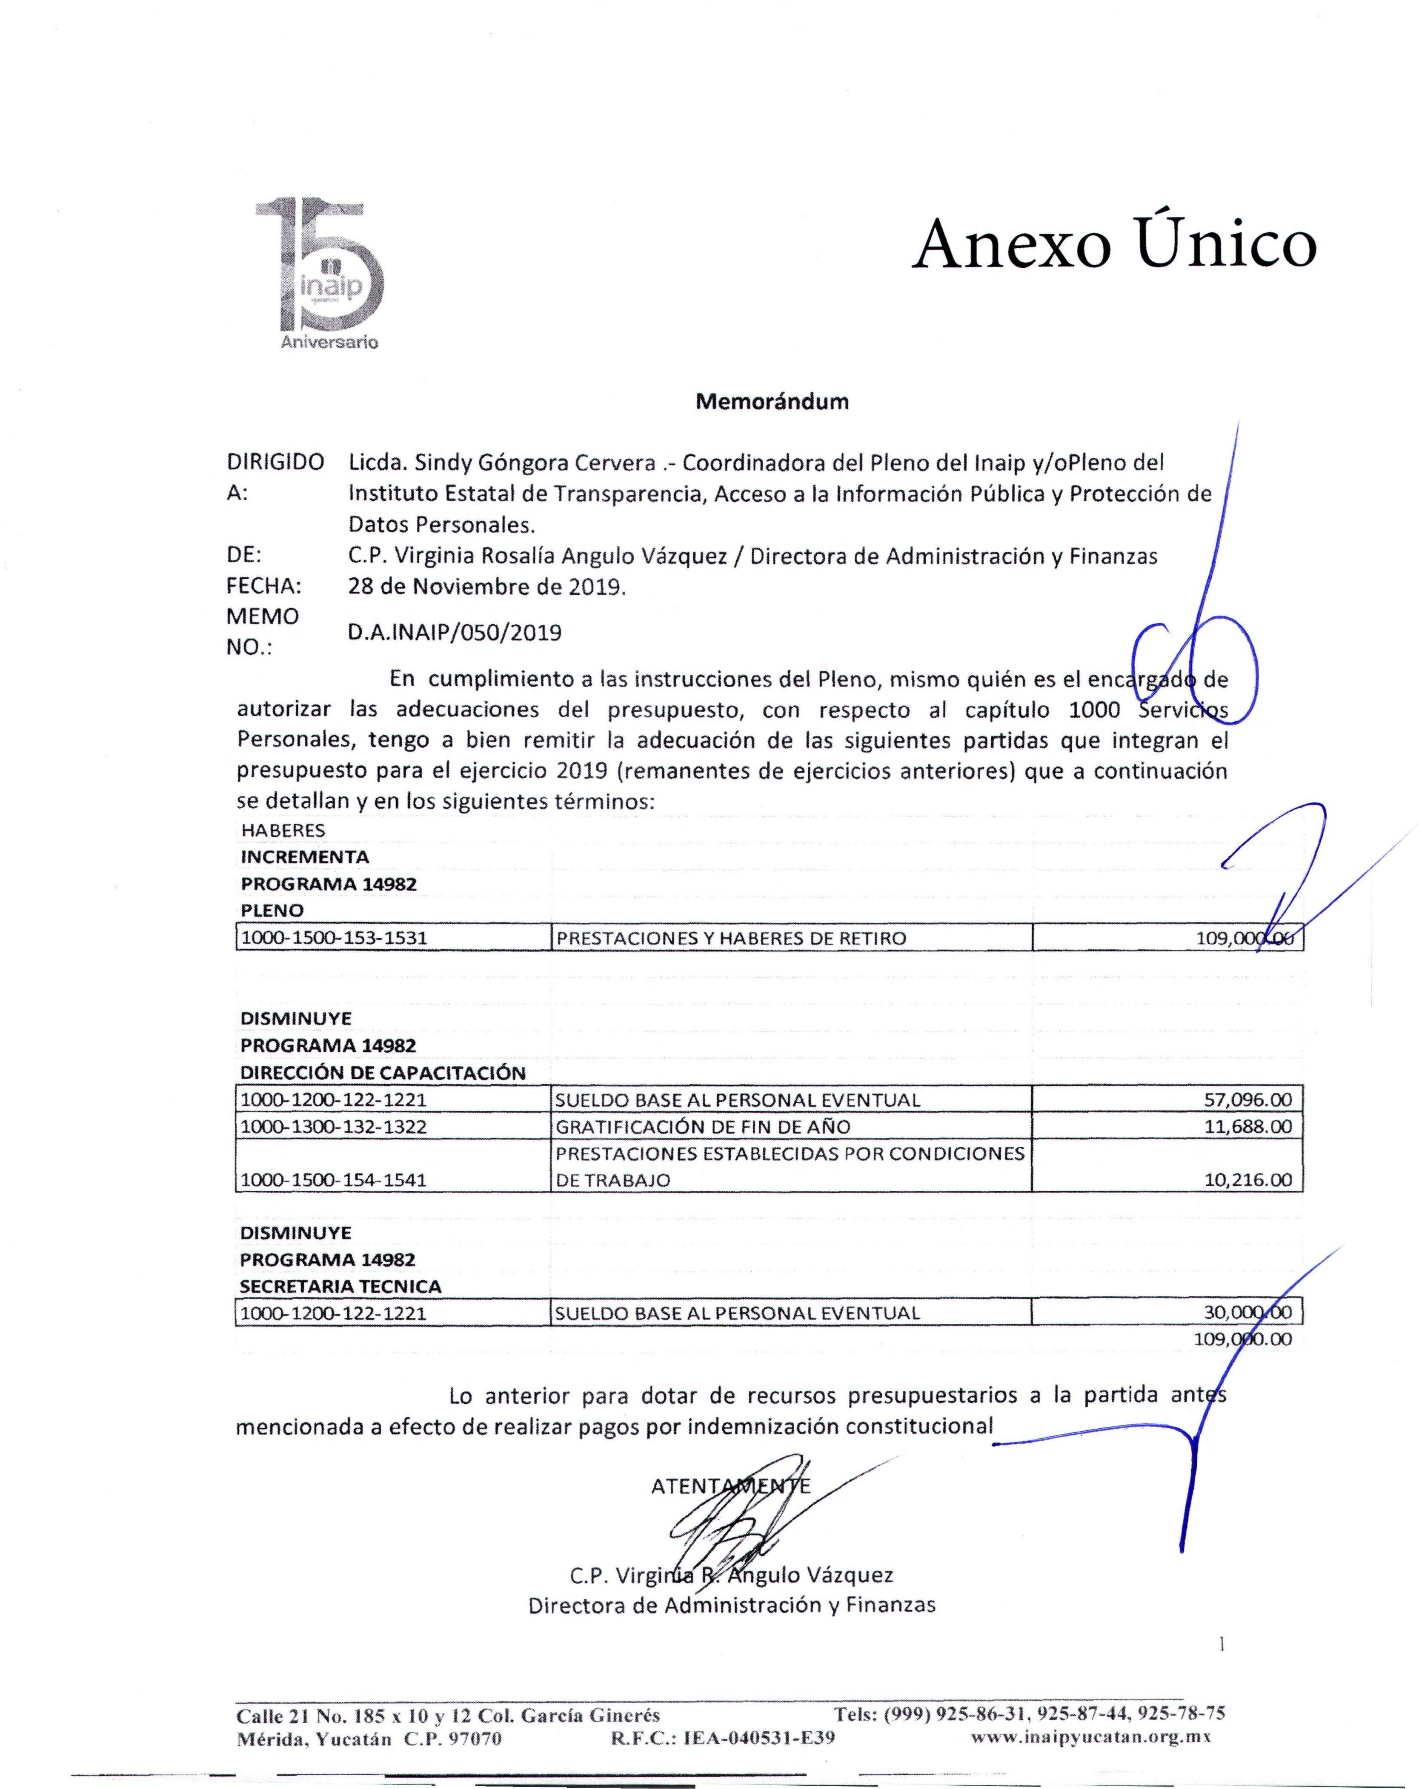 15
inaip
Aniversario
Anexo Único
Memorándum
DIRIGIDO A: Licda. Sindy Góngora Cervera .- Coordinadora del Pleno del Inaip y/oPleno del
Instituto Estatal de Transparencia, Acceso a la Información Pública y Protección de
Datos Personales.
DE: C.P. Virginia Rosalía Angulo Vázquez / Directora de Administración y Finanzas
FECHA: 28 de Noviembre de 2019.
MEMO NO.: D.A.INAIP/050/2019
En cumplimiento a las instrucciones del Pleno, mismo quién es el encargado de
autorizar las adecuaciones del presupuesto, con respecto al capítulo 1000 Servicios
Personales, tengo a bien remitir la adecuación de las siguientes partidas que integran el
presupuesto para el ejercicio 2019 (remanentes de ejercicios anteriores) que a continuación
se detallan y en los siguientes términos:
HABERES
INCREMENTA
PROGRAMA 14982
PLENO
1000-1500-153-1531 PRESTACIONES Y HABERES DE RETIRO 109,000.00
DISMINUYE
PROGRAMA 14982
DIRECCIÓN DE CAPACITACIÓN
1000-1200-122-1221 SUELDO BASE AL PERSONAL EVENTUAL 57,096.00
1000-1300-132-1322 GRATIFICACIÓN DE FIN DE AÑO 11,688.00
PRESTACIONES ESTABLECIDAS POR CONDICIONES
1000-1500-154-1541 DE TRABAJO 10,216.00
DISMINUYE
PROGRAMA 14982
SECRETARIA TECNICA
1000-1200-122-1221 SUELDO BASE AL PERSONAL EVENTUAL 30,000.00
109,000.00
Lo anterior para dotar de recursos presupuestarios a la partida antes
mencionada a efecto de realizar pagos por indemnización constitucional
ATENTAMENTE
C.P. Virginia R. Angulo Vázquez
Directora de Administración y Finanzas
1
Calle 21 No. 185 x 10 y 12 Col. García Ginerés Tels: (999) 925-86-31, 925-87-44, 925-78-75
Mérida, Yucatán C.P. 97070 R.F.C.: IEA-040531-E39 www.inaipyucatan.org.mx